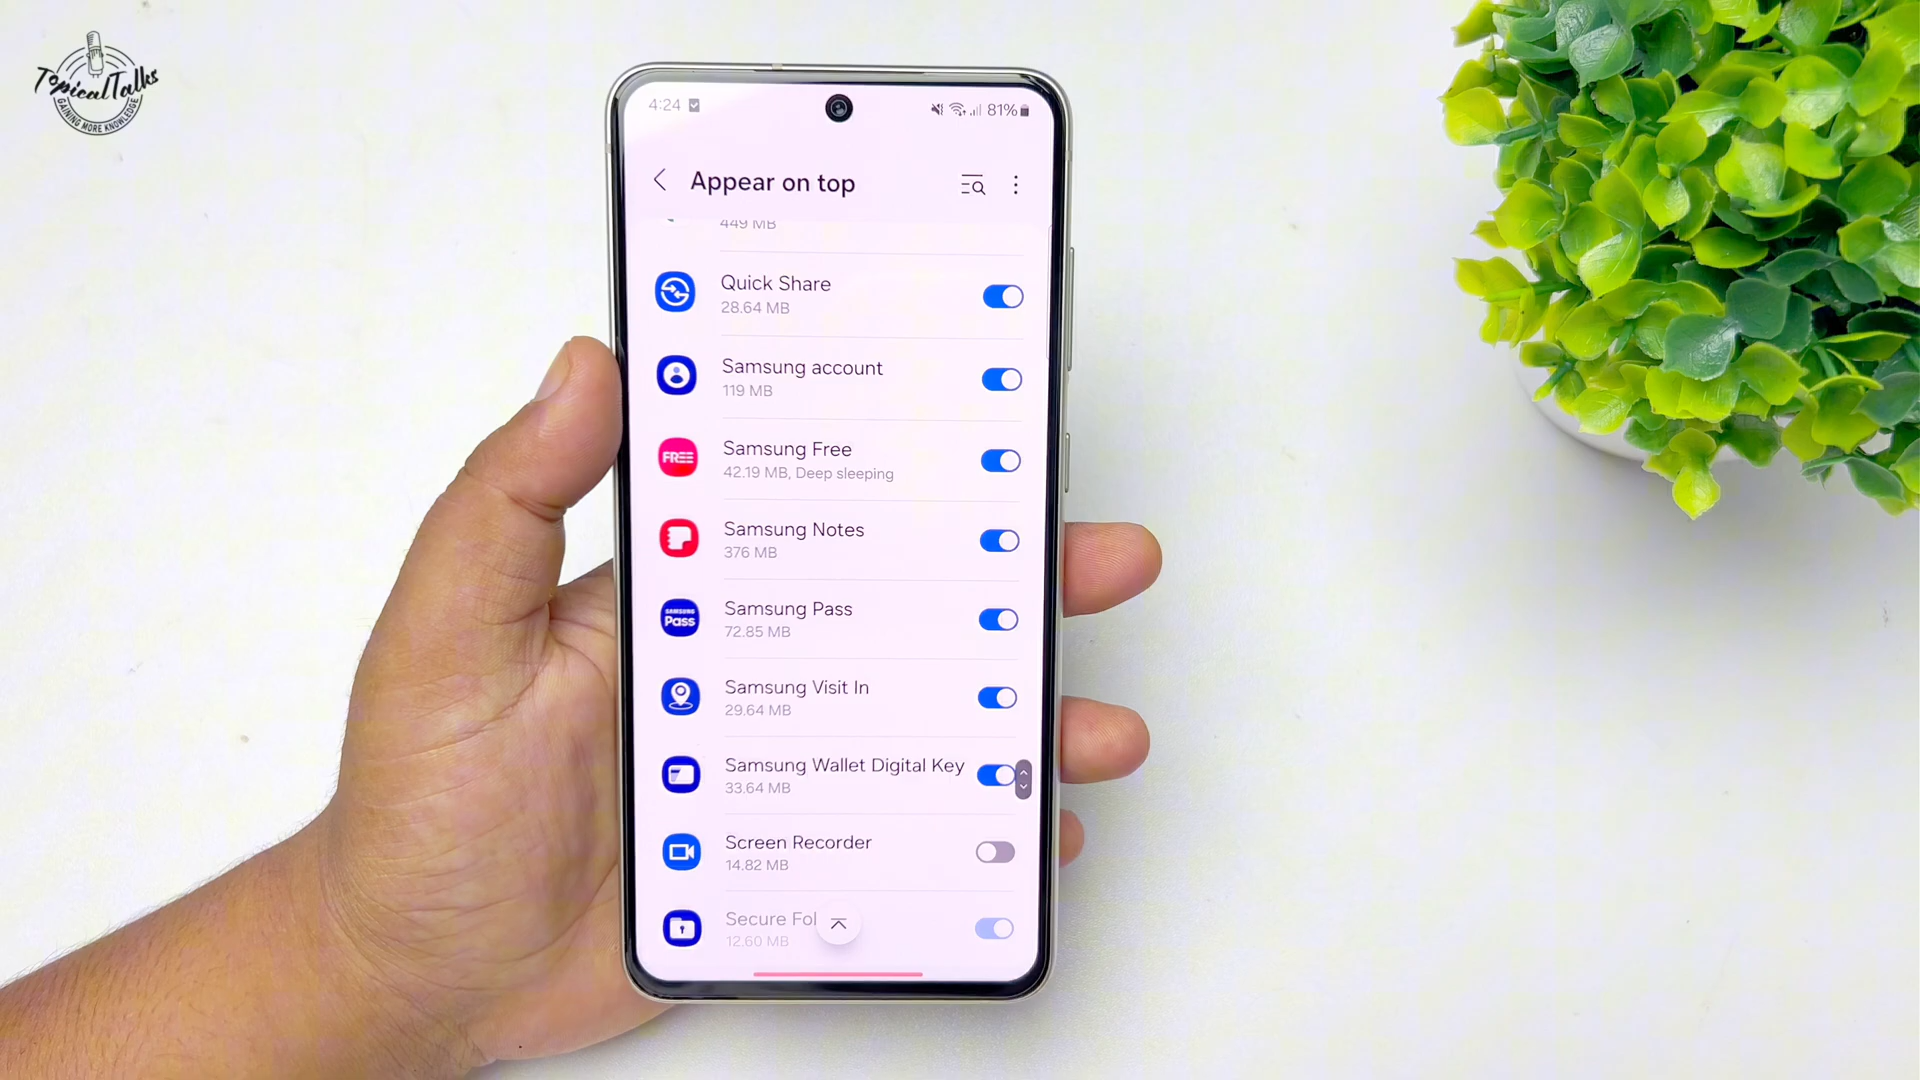 TopicalTalks
GAINING MORE KNOWLEDGE
4:24
81%
Appear on top
449 MB
Quick Share
28.64 MB
Samsung account
119 MB
FREE
Samsung Free
42.19 MB, Deep sleeping
Samsung Notes
376 MB
SAMSUNG
Pass
Samsung Pass
72.85 MB
Samsung Visit In
29.64 MB
Samsung Wallet Digital Key
33.64 MB
Screen Recorder
14.82 MB
Secure Fol
12.60 MB